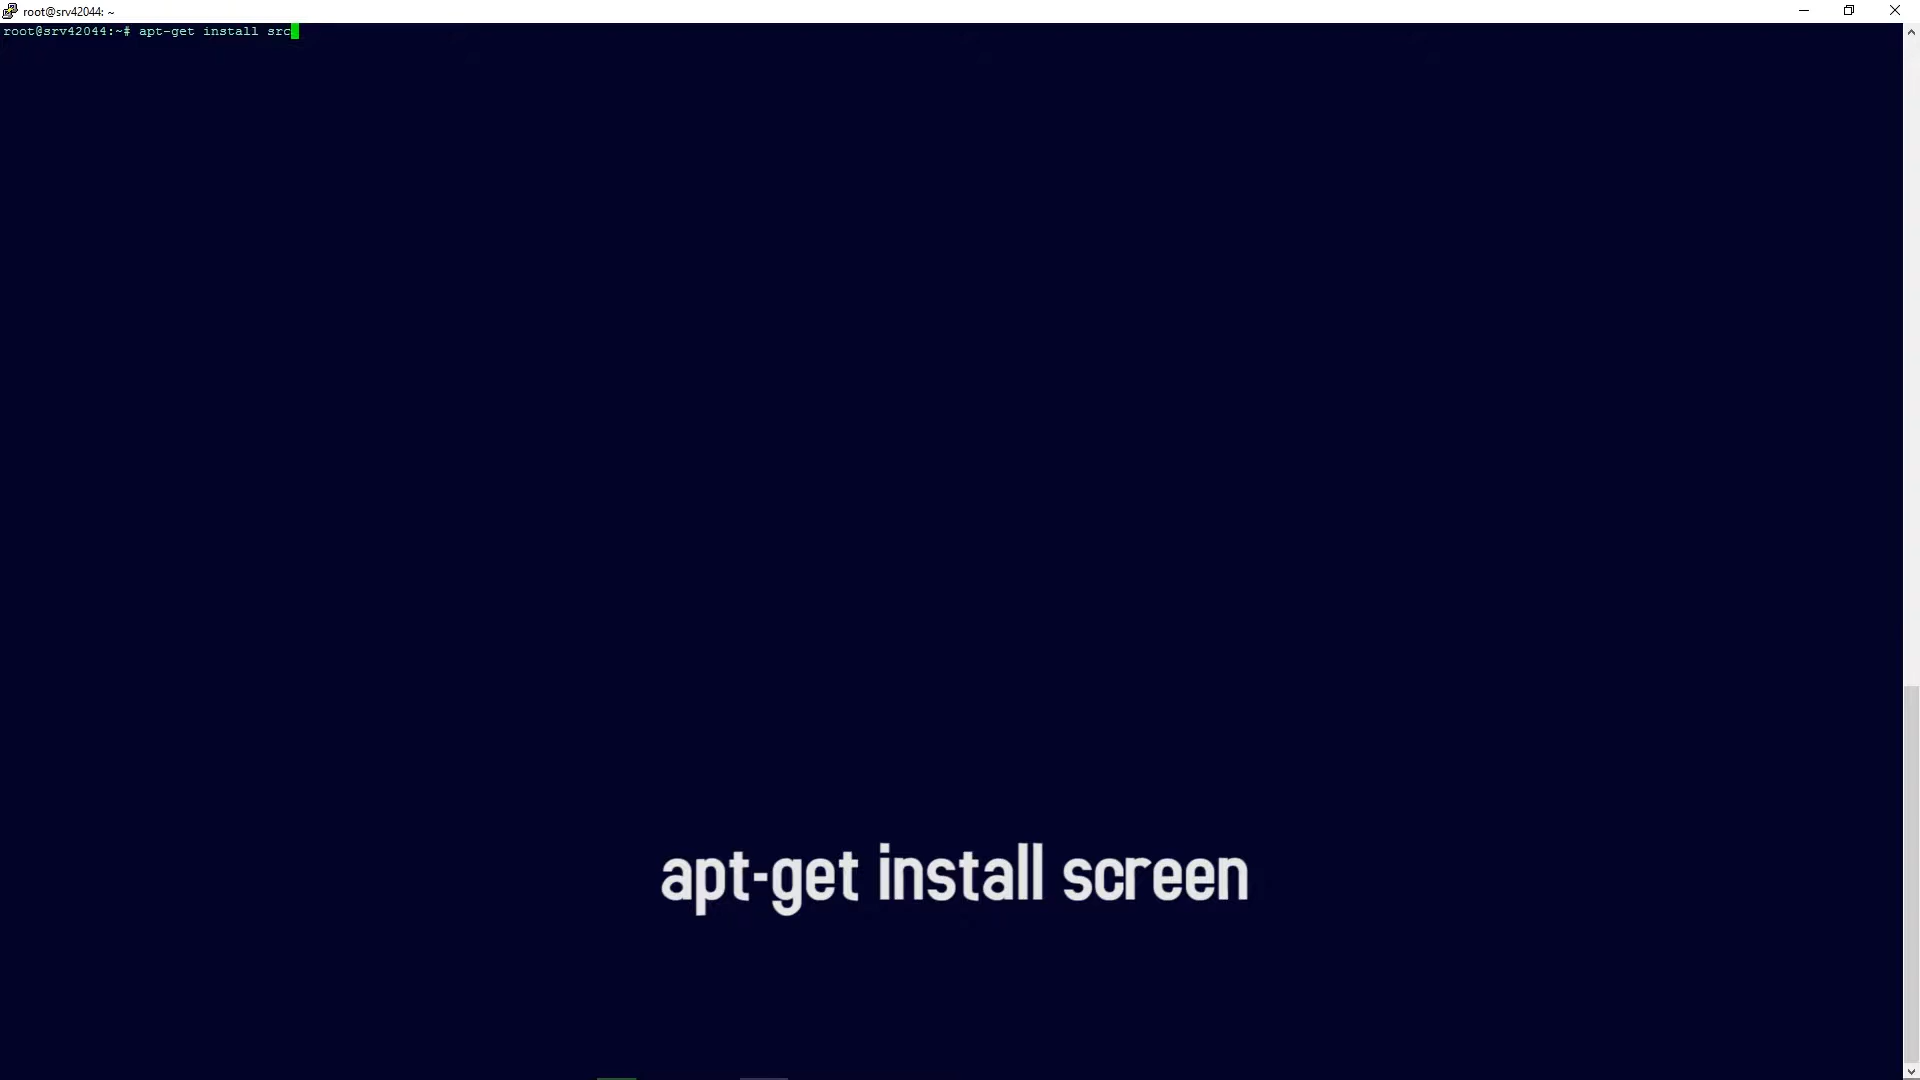 root@srv42044: ~
root@srv42044:~# apt-get install src
apt-get install screen